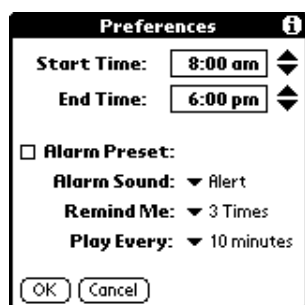 Preferences
Start Time: 8:00 am
End Time: 6:00 pm
Alarm Preset:
Alarm Sound: Alert
Remind Me: 3 Times
Play Every: 10 minutes
OK Cancel